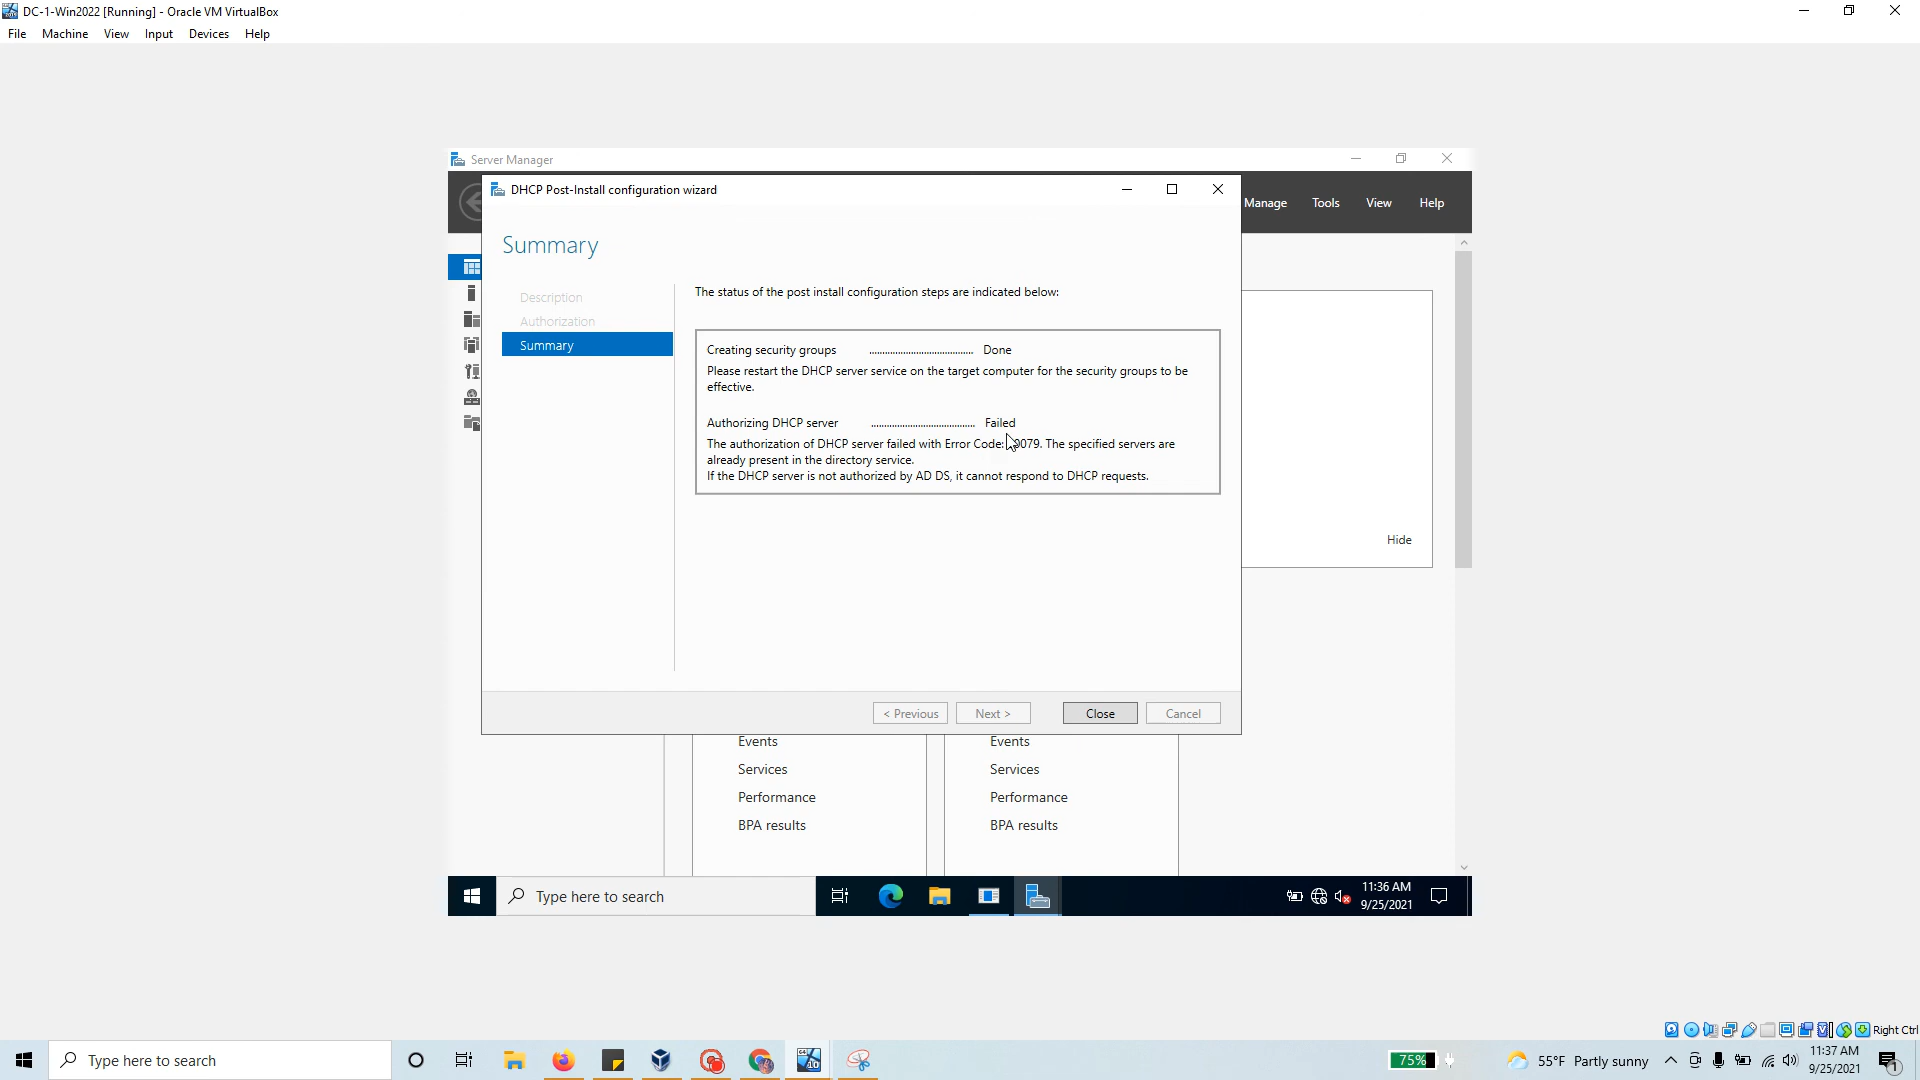 DC-1-Win2022 [Running] - Oracle VM VirtualBox
File Machine View Input Devices Help
Server Manager
DHCP Post-Install configuration wizard
Manage Tools View Help
Summary
Description
Authorization
Summary
The status of the post install configuration steps are indicated below:
Creating security groups ........................................ Done
Please restart the DHCP server service on the target computer for the security groups to be
effective.
Authorizing DHCP server ........................................ Failed
The authorization of DHCP server failed with Error Code: 0079. The specified servers are
already present in the directory service.
If the DHCP server is not authorized by AD DS, it cannot respond to DHCP requests.
Hide
< Previous Next > Close Cancel
Events Events
Services Services
Performance Performance
BPA results BPA results
Type here to search
11:36 AM
9/25/2021
Right Ctrl
Type here to search
75%
55°F Partly sunny
11:37 AM
9/25/2021
1